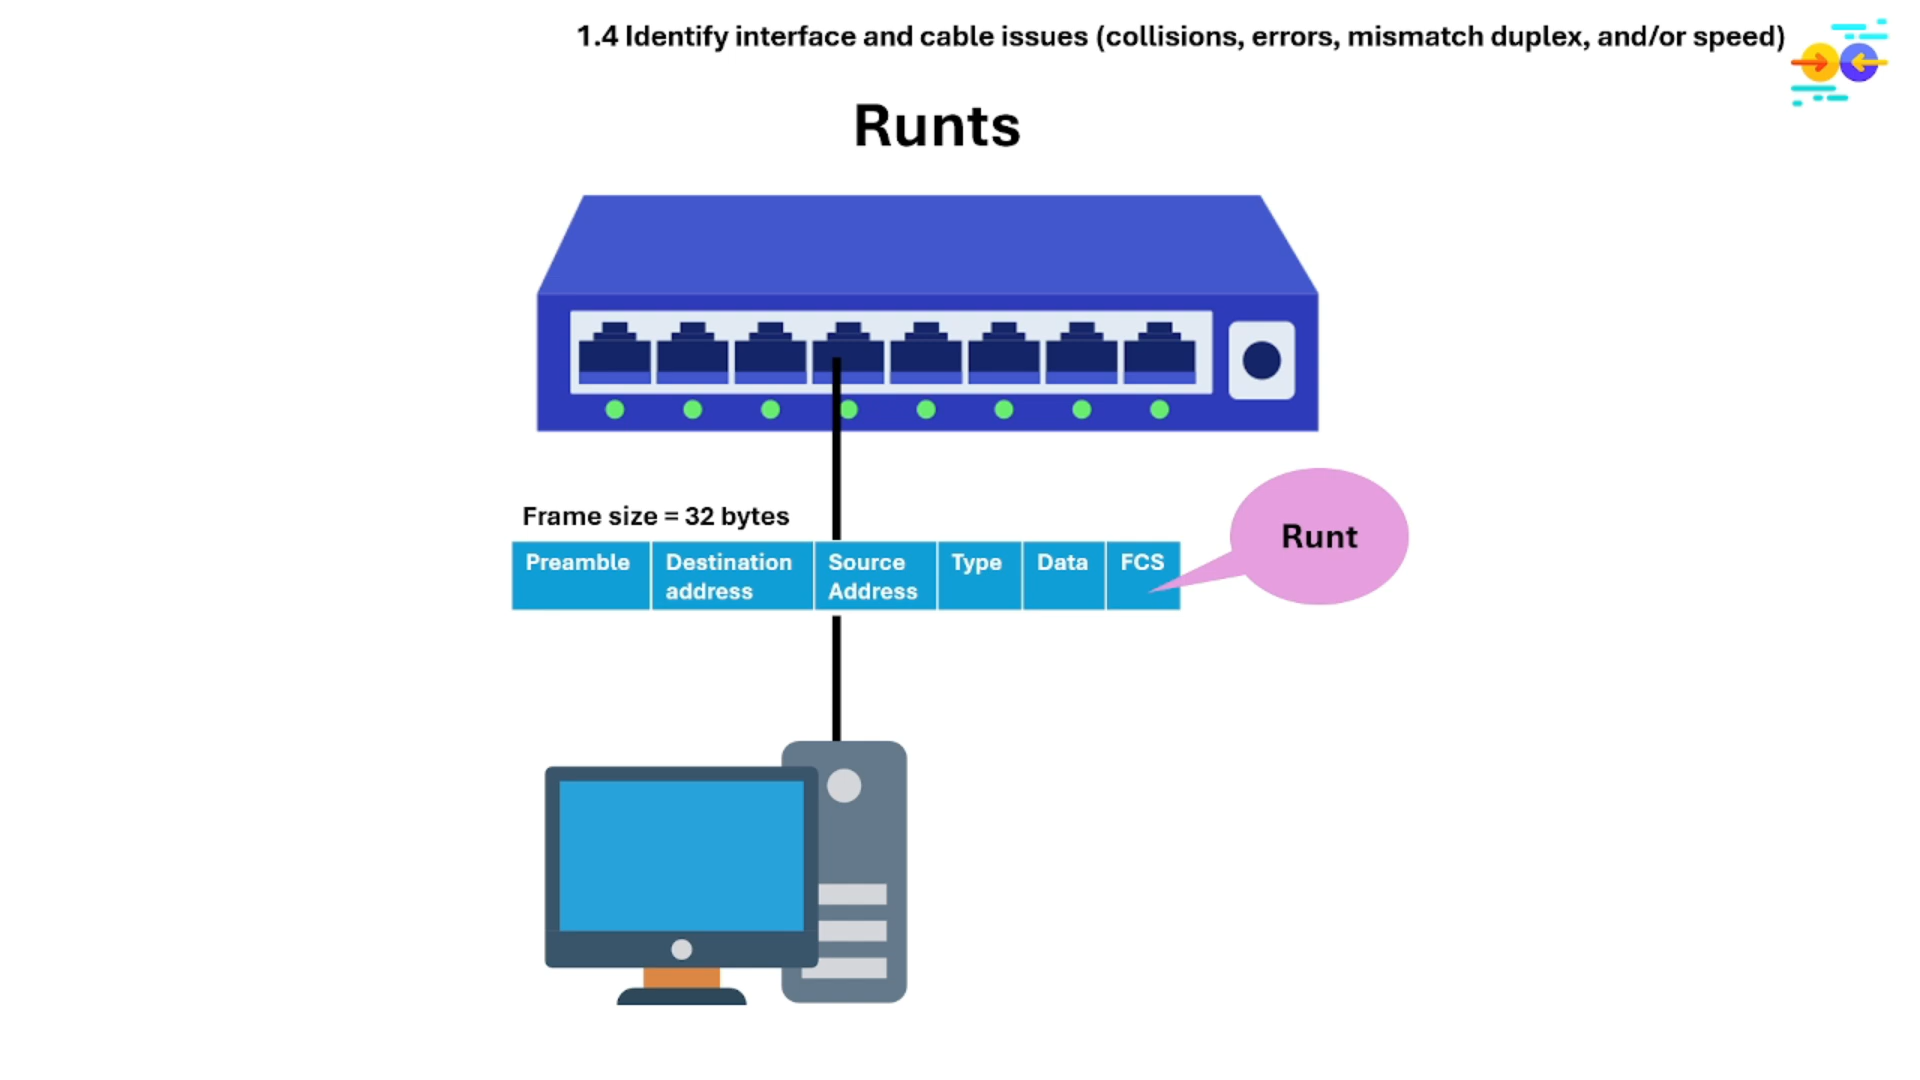 1.4 Identify interface and cable issues (collisions, errors, mismatch duplex, and/or speed)
Runts
Frame size = 32 bytes
Preamble
Destination
address
Source
Address
Type
Data
FCS
Runt